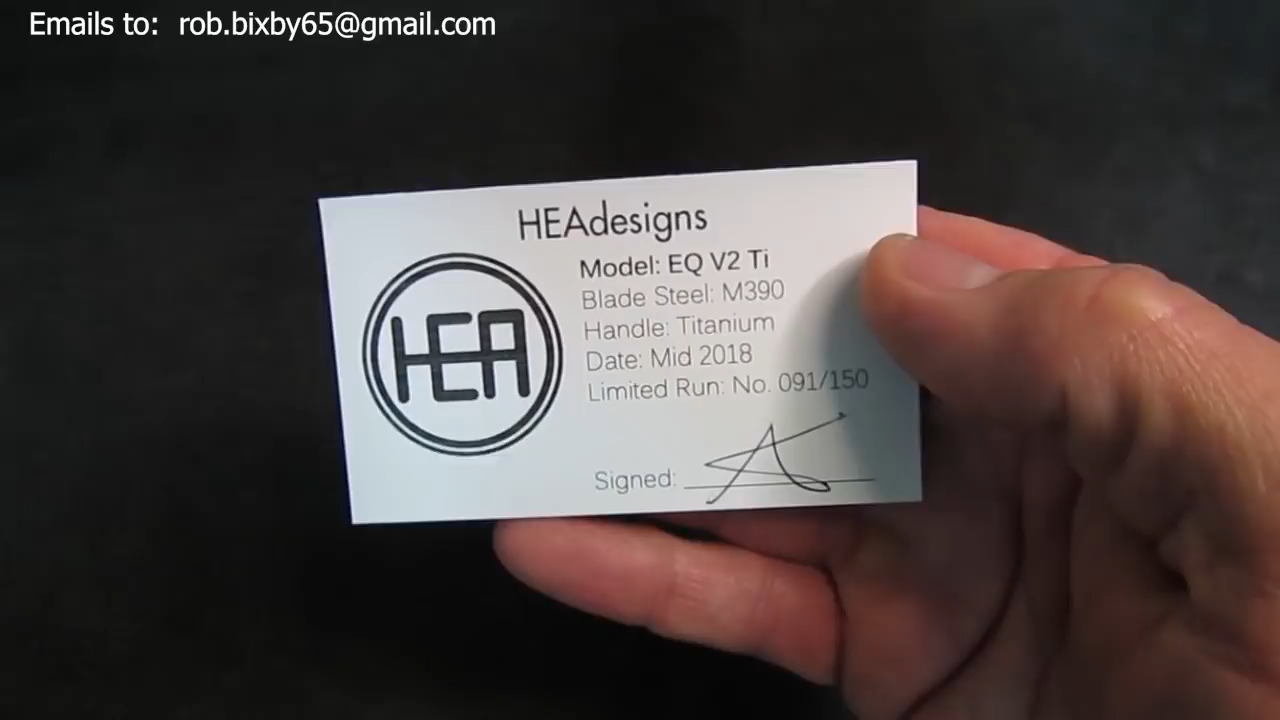 Emails to: rob.bixby65@gmail.com
HEAdesigns
HEA
Model: EQ V2 Ti
Blade Steel: M390
Handle: Titanium
Date: Mid 2018
Limited Run: No. 091/150
Signed: